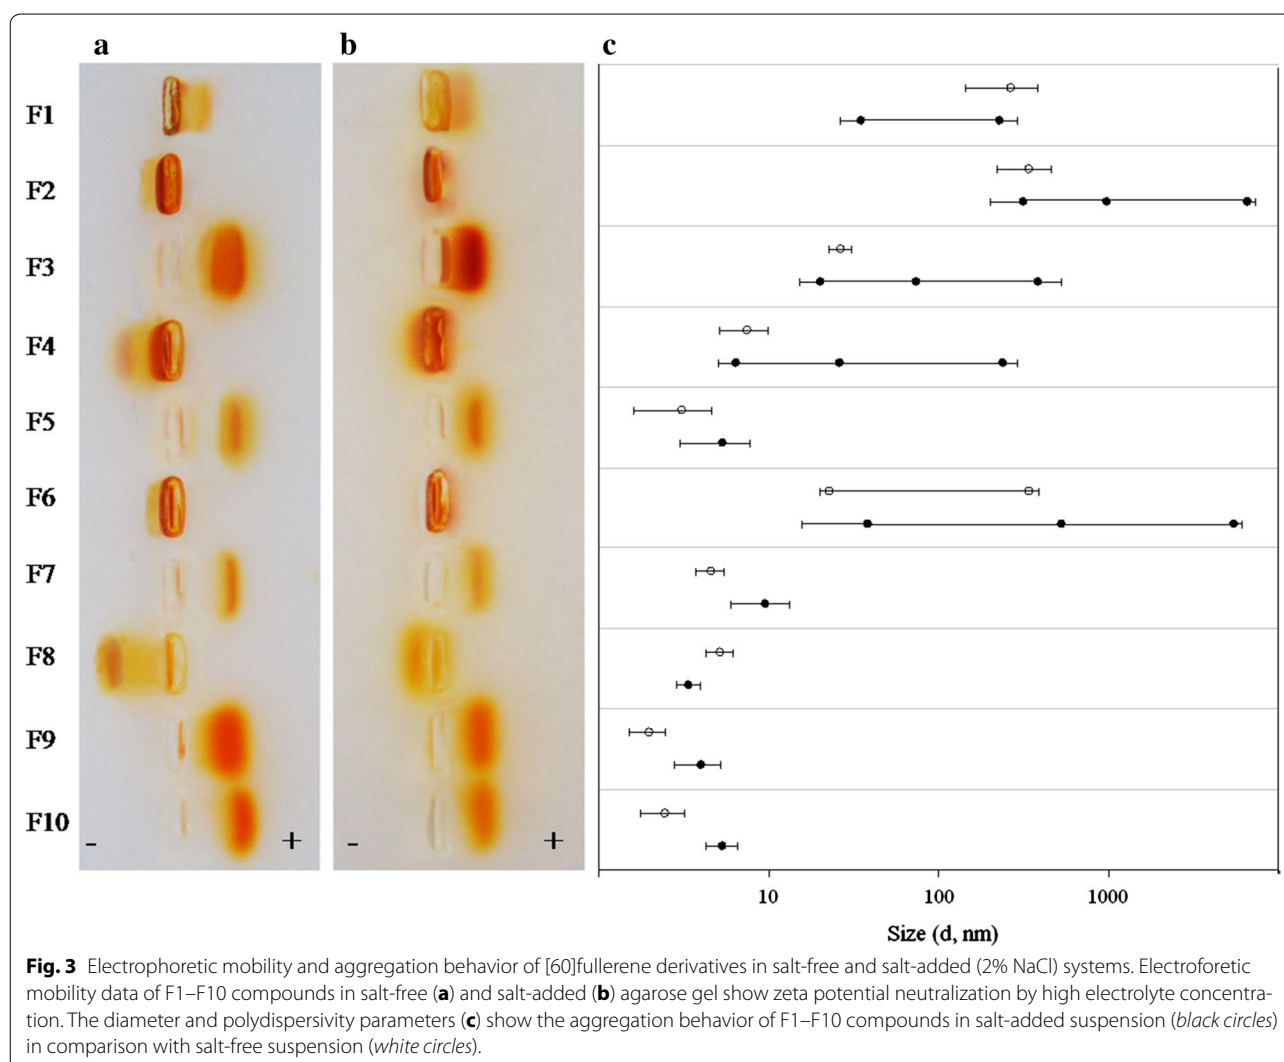 a b c
F1
F2
F3
F4
F5
F6
F7
F8
F9
F10
- + - +
10 100 1000
Size (d, nm)
Fig. 3 Electrophoretic mobility and aggregation behavior of [60]fullerene derivatives in salt-free and salt-added (2% NaCl) systems. Electroforetic
mobility data of F1–F10 compounds in salt-free (a) and salt-added (b) agarose gel show zeta potential neutralization by high electrolyte concentra-
tion. The diameter and polydispersivity parameters (c) show the aggregation behavior of F1–F10 compounds in salt-added suspension (black circles)
in comparison with salt-free suspension (white circles).